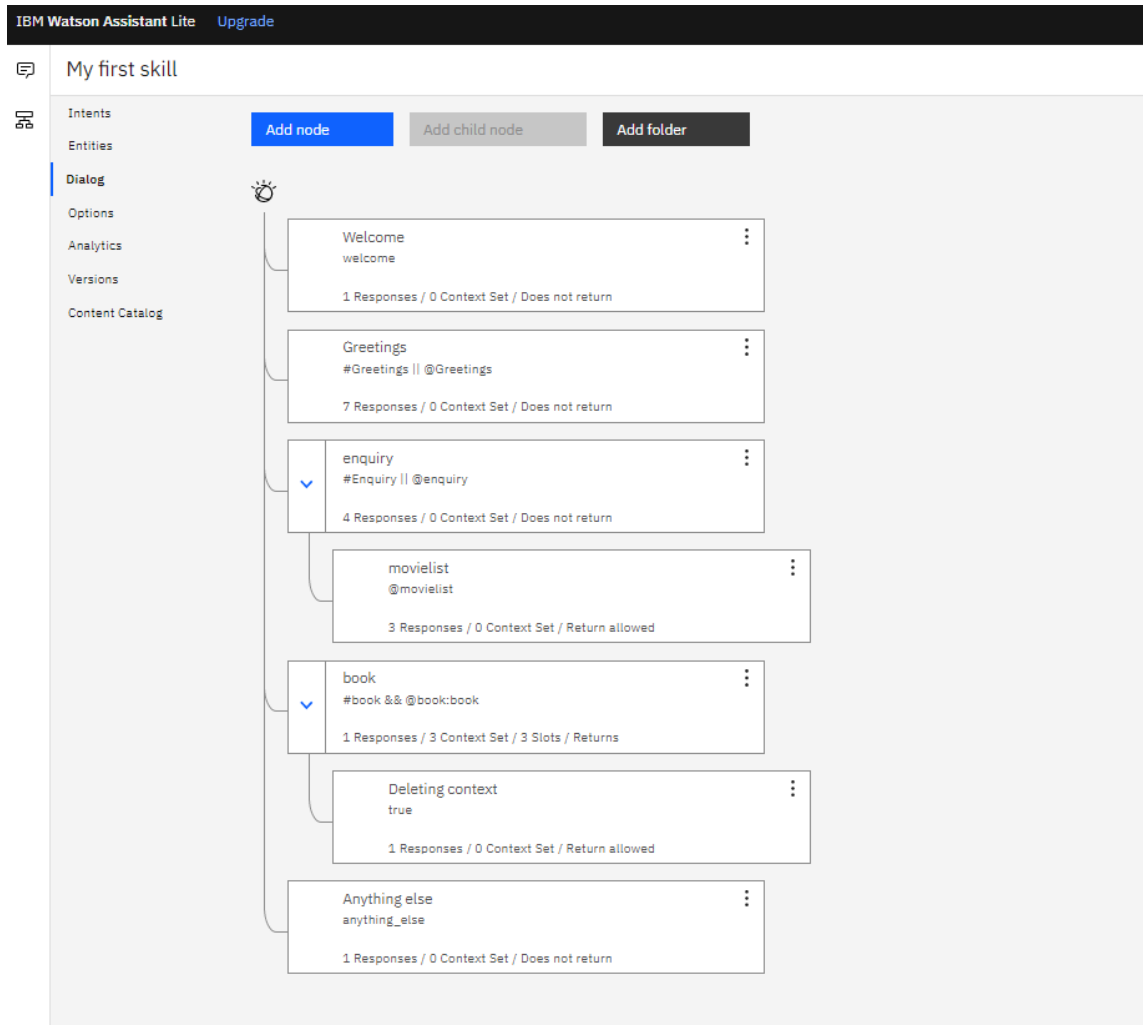 IBM Watson Assistant Lite Upgrade
My first skill
Intents
Entities
Dialog
Options
Analytics
Versions
Content Catalog
Add node Add child node Add folder
Welcome
welcome
1 Responses / 0 Context Set / Does not return
Greetings
#Greetings || @Greetings
7 Responses / 0 Context Set / Does not return
enquiry
#Enquiry || @enquiry
4 Responses / 0 Context Set / Does not return
movielist
@movielist
3 Responses / 0 Context Set / Return allowed
book
#book && @book:book
1 Responses / 3 Context Set / 3 Slots / Returns
Deleting context
true
1 Responses / 0 Context Set / Return allowed
Anything else
anything_else
1 Responses / 0 Context Set / Does not return